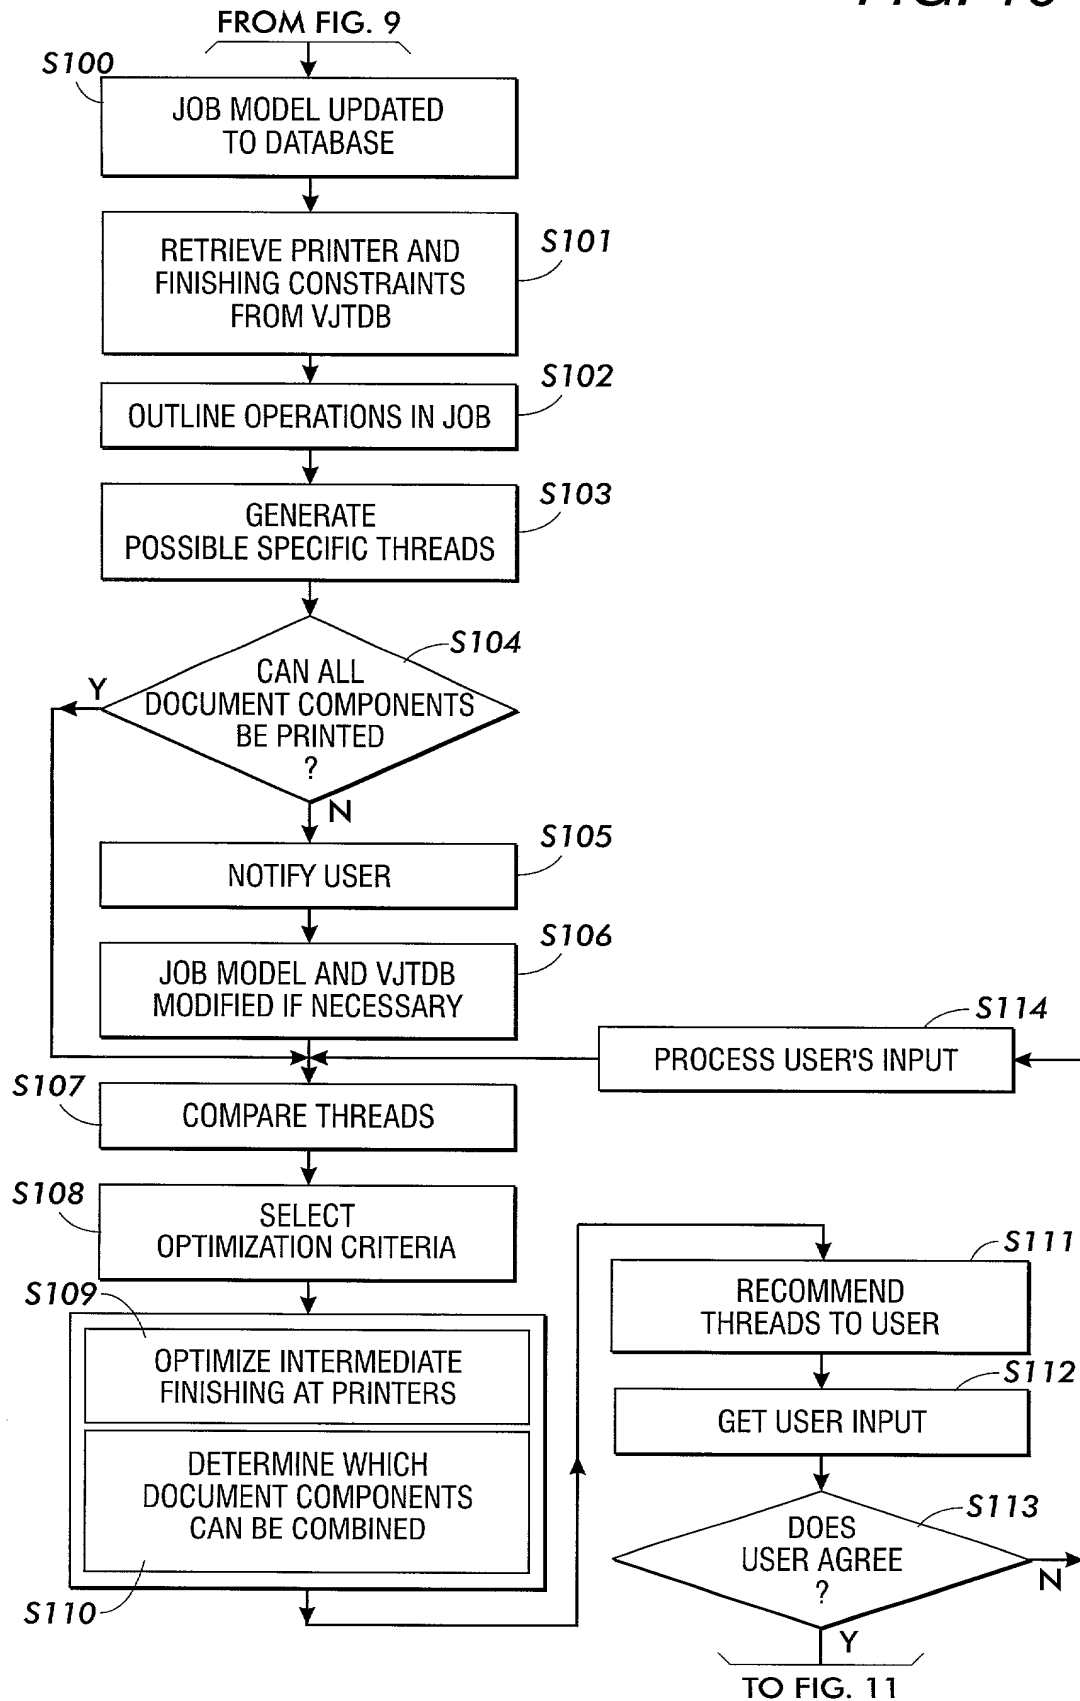 FROM FIG. 9
S100
JOB MODEL UPDATED
TO DATABASE
S101
RETRIEVE PRINTER AND
FINISHING CONSTRAINTS
FROM VJTDB
S102
OUTLINE OPERATIONS IN JOB
S103
GENERATE
POSSIBLE SPECIFIC THREADS
S104
CAN ALL
DOCUMENT COMPONENTS
BE PRINTED
?
Y
N
S105
NOTIFY USER
S106
JOB MODEL AND VJTDB
MODIFIED IF NECESSARY
S114
PROCESS USER'S INPUT
S107
COMPARE THREADS
S108
SELECT
OPTIMIZATION CRITERIA
S109
OPTIMIZE INTERMEDIATE
FINISHING AT PRINTERS
DETERMINE WHICH
DOCUMENT COMPONENTS
CAN BE COMBINED
S110
S111
RECOMMEND
THREADS TO USER
S112
GET USER INPUT
S113
DOES
USER AGREE
?
N
Y
TO FIG. 11